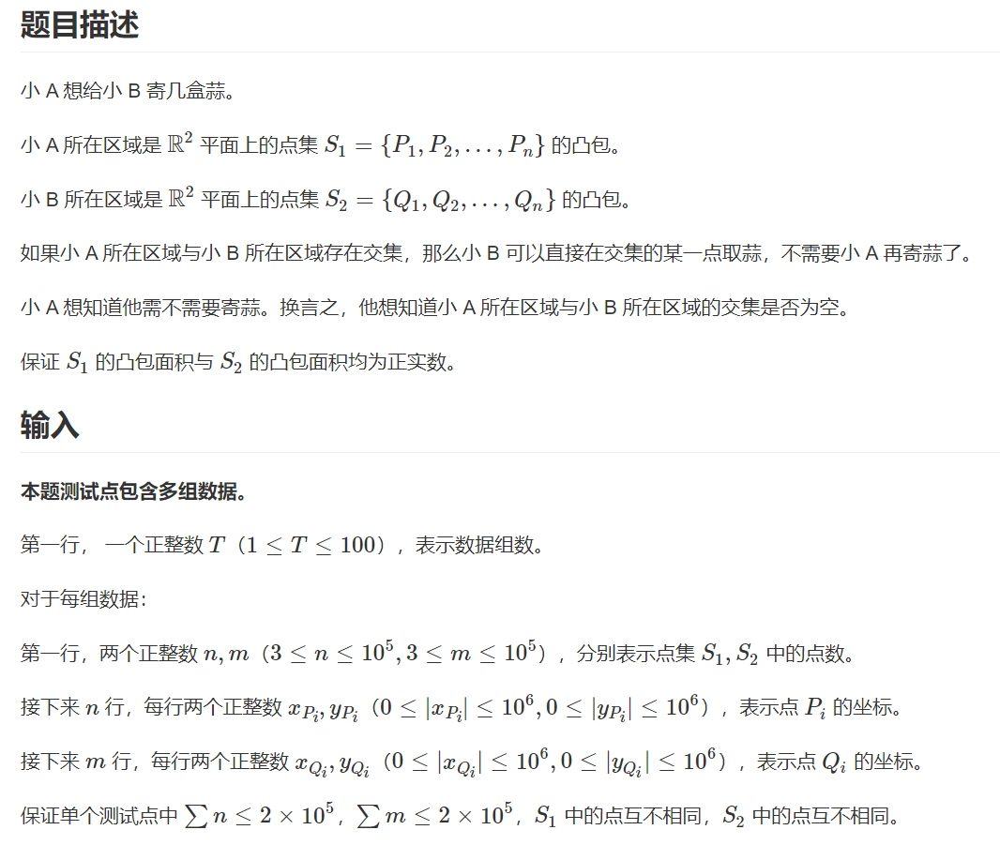 题目描述
小 A 想给小 B 寄几盒蒜。
小 A 所在区域是 $\mathbb{R}^2$ 平面上的点集 $S_1 = \{P_1, P_2, \ldots, P_n\}$ 的凸包。
小 B 所在区域是 $\mathbb{R}^2$ 平面上的点集 $S_2 = \{Q_1, Q_2, \ldots, Q_n\}$ 的凸包。
如果小 A 所在区域与小 B 所在区域存在交集，那么小 B 可以直接在交集的某一点取蒜，不需要小 A 再寄蒜了。
小 A 想知道他需不需要寄蒜。换言之，他想知道小 A 所在区域与小 B 所在区域的交集是否为空。
保证 $S_1$ 的凸包面积与 $S_2$ 的凸包面积均为正实数。
输入
本题测试点包含多组数据。
第一行， 一个正整数 $T$（$1 \leq T \leq 100$），表示数据组数。
对于每组数据：
第一行，两个正整数 $n, m$（$3 \leq n \leq 10^5, 3 \leq m \leq 10^5$），分别表示点集 $S_1, S_2$ 中的点数。
接下来 $n$ 行，每行两个正整数 $x_{P_i}, y_{P_i}$（$0 \leq |x_{P_i}| \leq 10^6, 0 \leq |y_{P_i}| \leq 10^6$），表示点 $P_i$ 的坐标。
接下来 $m$ 行，每行两个正整数 $x_{Q_i}, y_{Q_i}$（$0 \leq |x_{Q_i}| \leq 10^6, 0 \leq |y_{Q_i}| \leq 10^6$），表示点 $Q_i$ 的坐标。
保证单个测试点中 $\sum n \leq 2 \times 10^5$，$\sum m \leq 2 \times 10^5$，$S_1$ 中的点互不相同，$S_2$ 中的点互不相同。